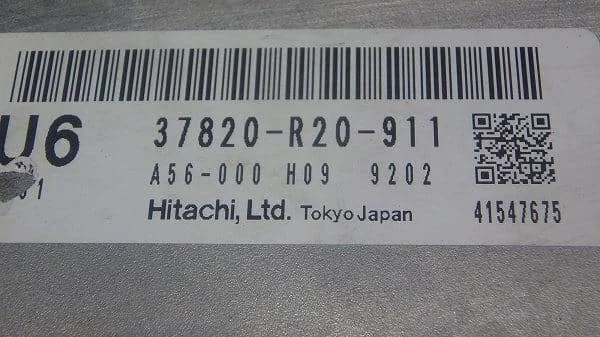 U6 37820-R20-911
A56-000 H09 9202
Hitachi, Ltd. Tokyo Japan 41547675